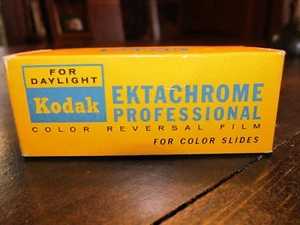 FOR
DAYLIGHT
Kodak
EKTACHROME
PROFESSIONAL
COLOR REVERSAL FILM
FOR COLOR SLIDES